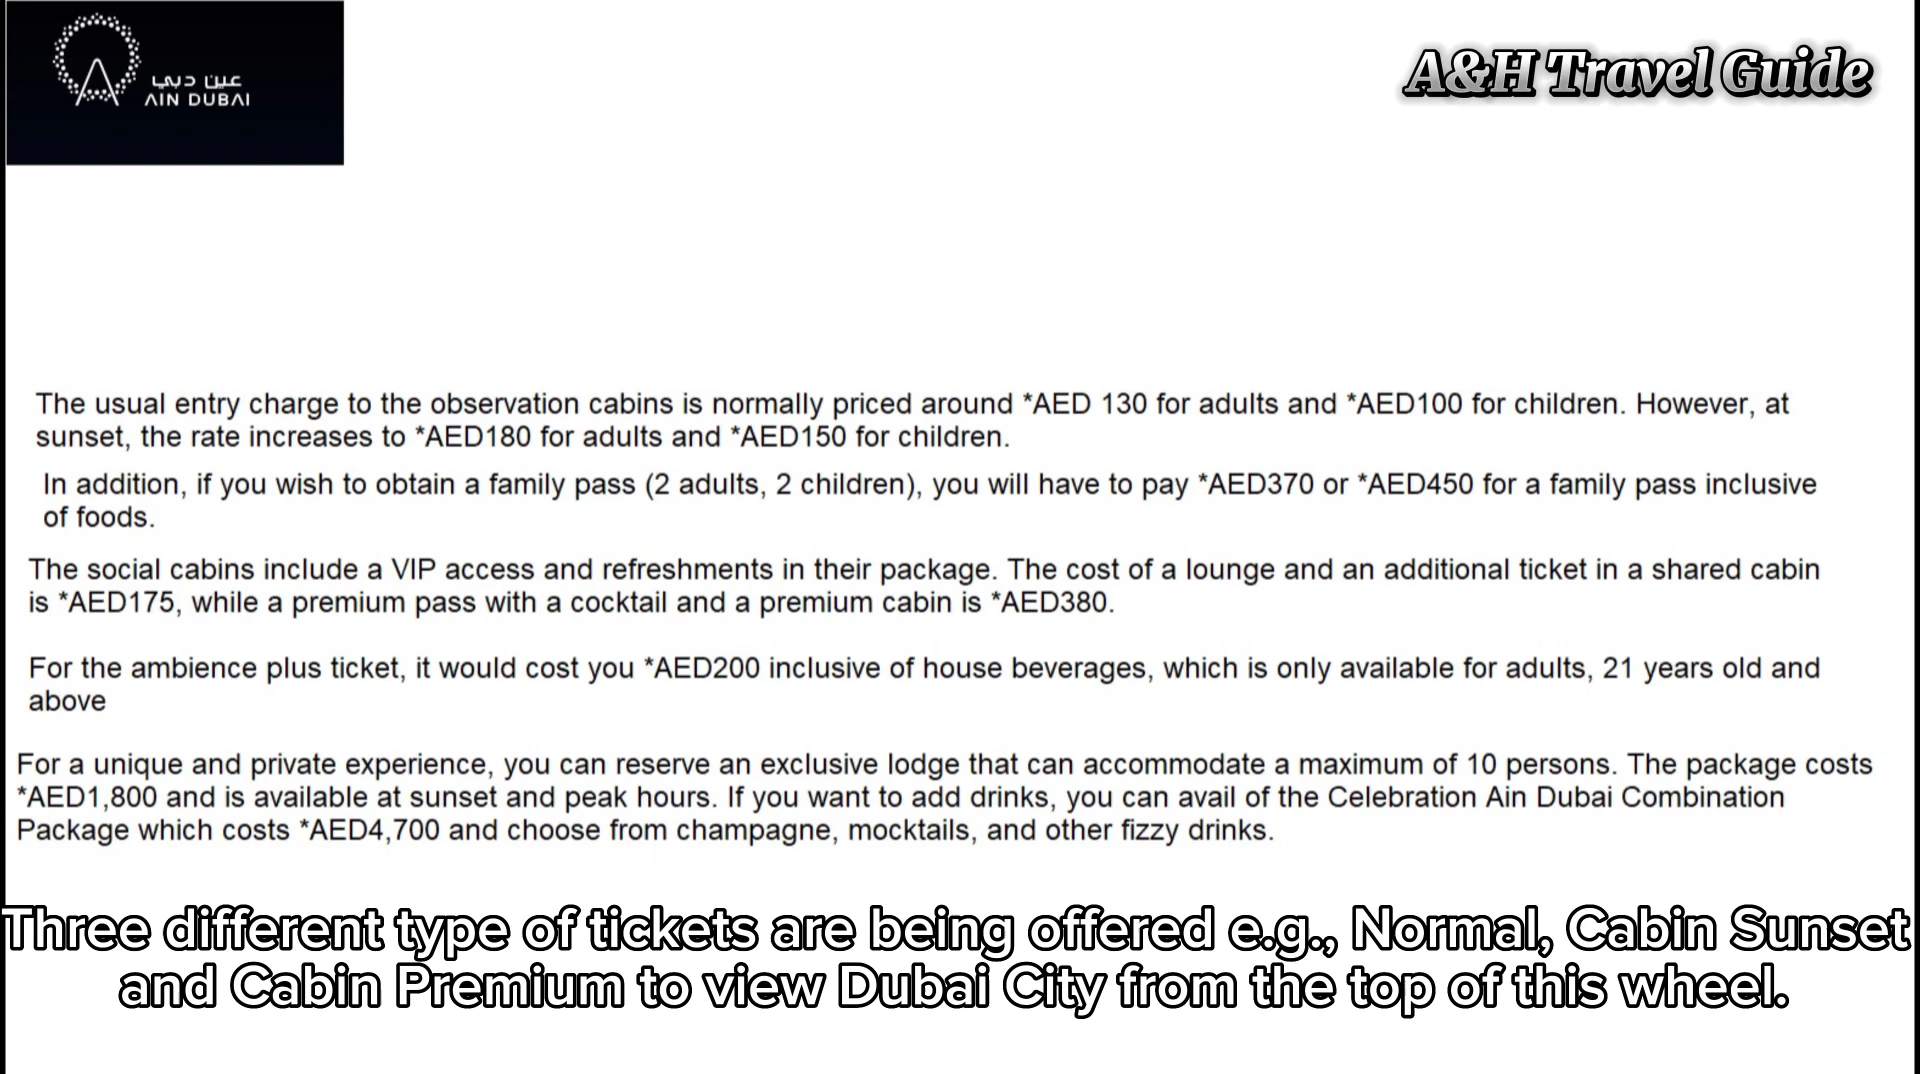 عين دبي
AIN DUBAI
A&H Travel Guide
The usual entry charge to the observation cabins is normally priced around *AED 130 for adults and *AED100 for children. However, at
sunset, the rate increases to *AED180 for adults and *AED150 for children.
In addition, if you wish to obtain a family pass (2 adults, 2 children), you will have to pay *AED370 or *AED450 for a family pass inclusive
of foods.
The social cabins include a VIP access and refreshments in their package. The cost of a lounge and an additional ticket in a shared cabin
is *AED175, while a premium pass with a cocktail and a premium cabin is *AED380.
For the ambience plus ticket, it would cost you *AED200 inclusive of house beverages, which is only available for adults, 21 years old and
above
For a unique and private experience, you can reserve an exclusive lodge that can accommodate a maximum of 10 persons. The package costs
*AED1,800 and is available at sunset and peak hours. If you want to add drinks, you can avail of the Celebration Ain Dubai Combination
Package which costs *AED4,700 and choose from champagne, mocktails, and other fizzy drinks.
Three different type of tickets are being offered e.g., Normal, Cabin Sunset
and Cabin Premium to view Dubai City from the top of this wheel.